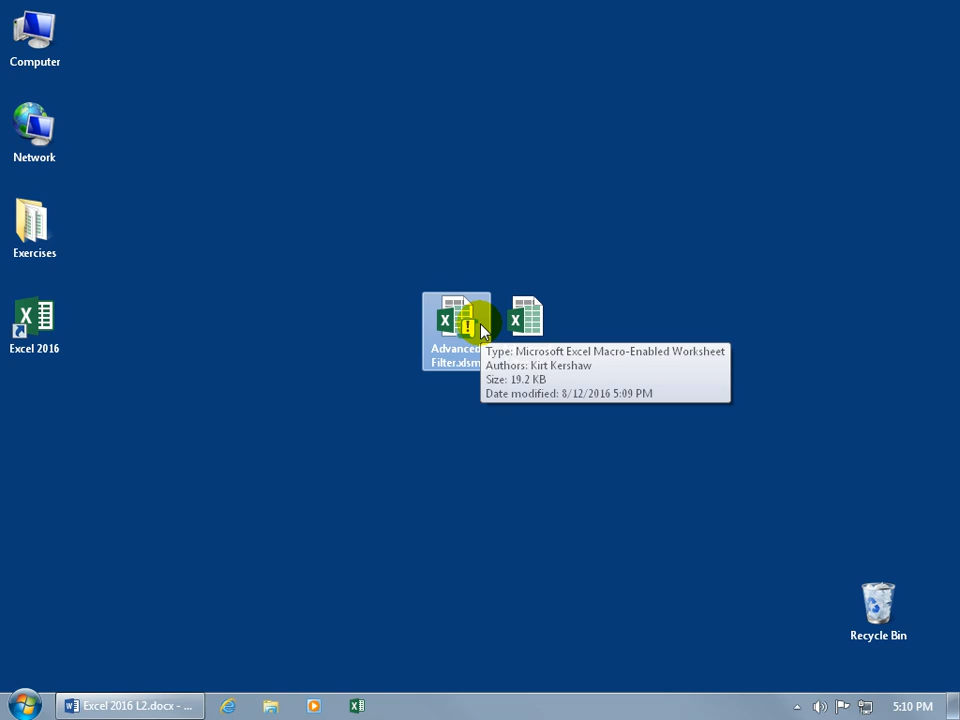 Computer
Network
Exercises
Excel 2016
Advanced
Filter.xlsm
Type: Microsoft Excel Macro-Enabled Worksheet
Authors: Kirt Kershaw
Size: 19.2 KB
Date modified: 8/12/2016 5:09 PM
Recycle Bin
Excel 2016 L2.docx - ...
5:10 PM